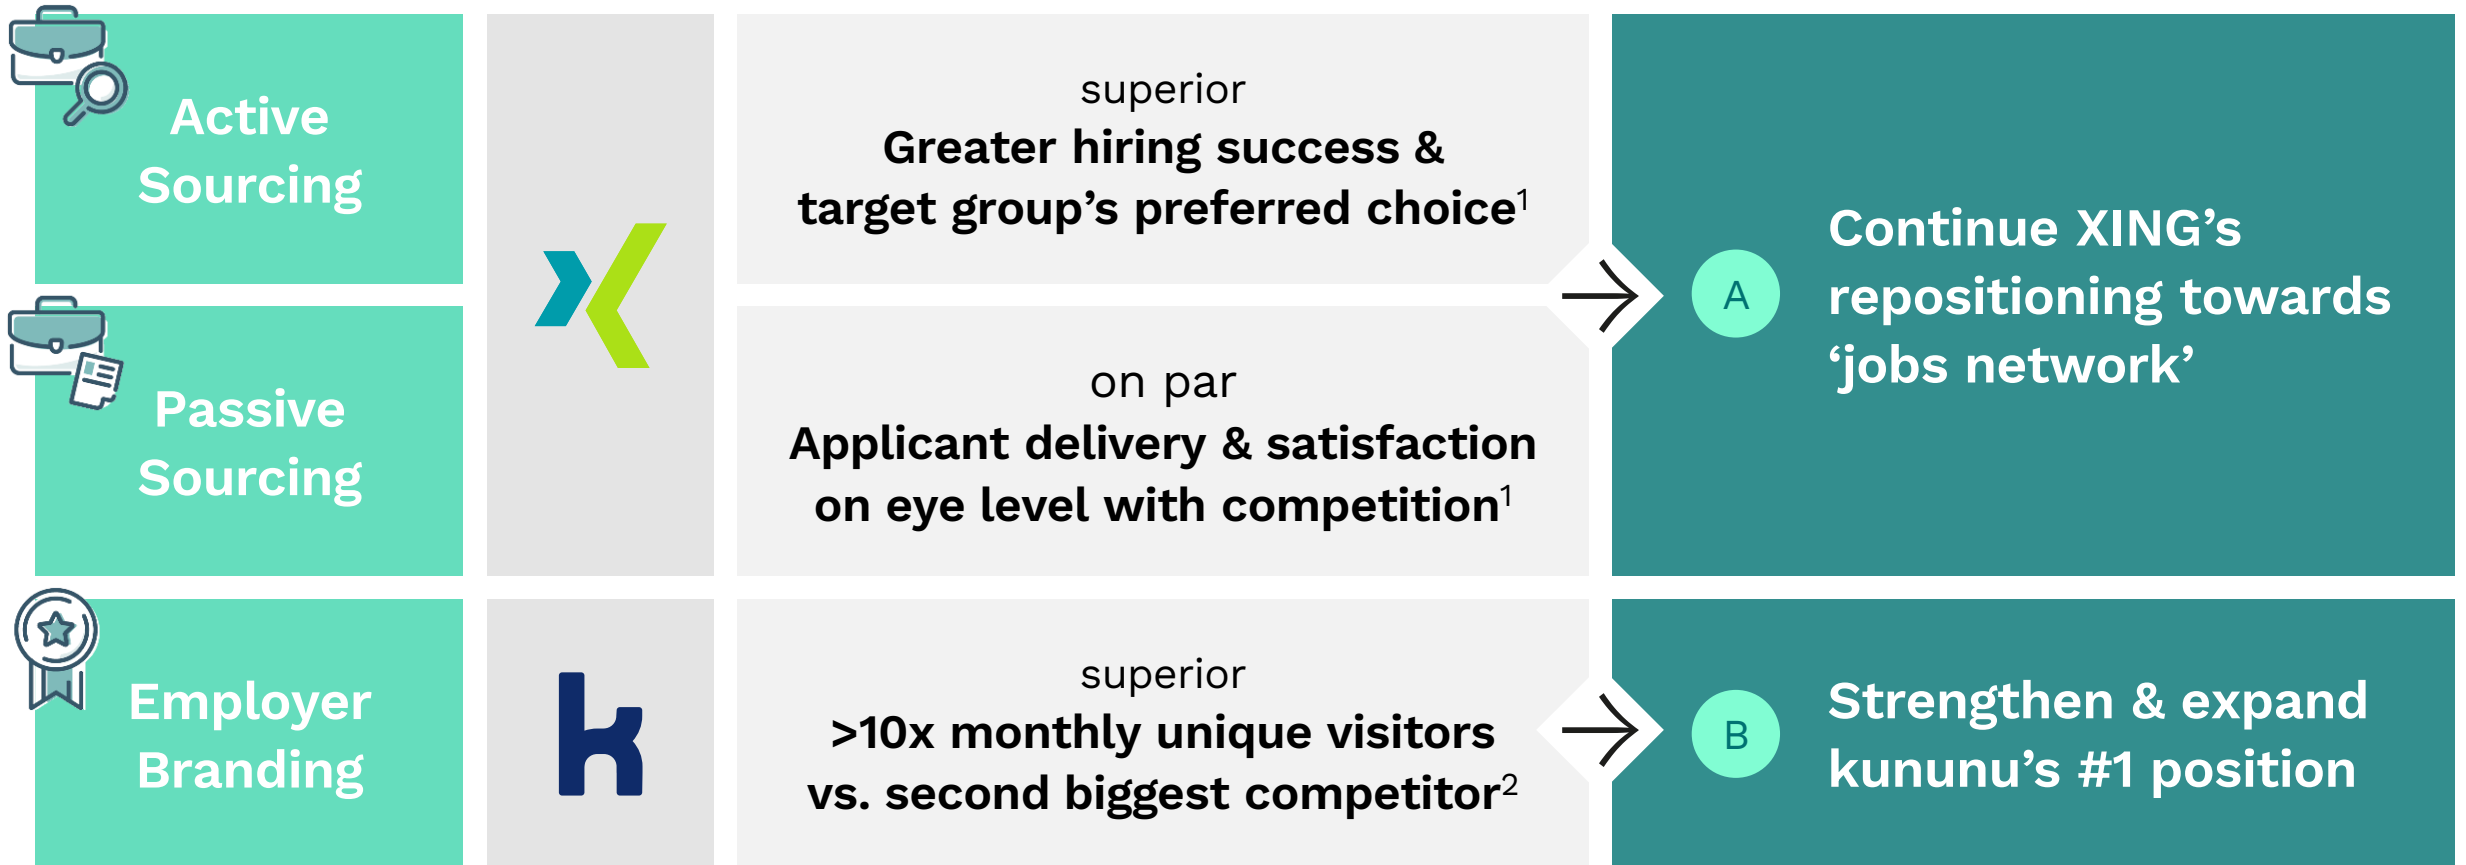 Active
Sourcing
superior
Greater hiring success &
target group’s preferred choice¹
Passive
Sourcing
on par
Applicant delivery & satisfaction
on eye level with competition¹
A
Continue XING’s
repositioning towards
‘jobs network’
Employer
Branding
k
superior
>10x monthly unique visitors
vs. second biggest competitor²
B
Strengthen & expand
kununu’s #1 position